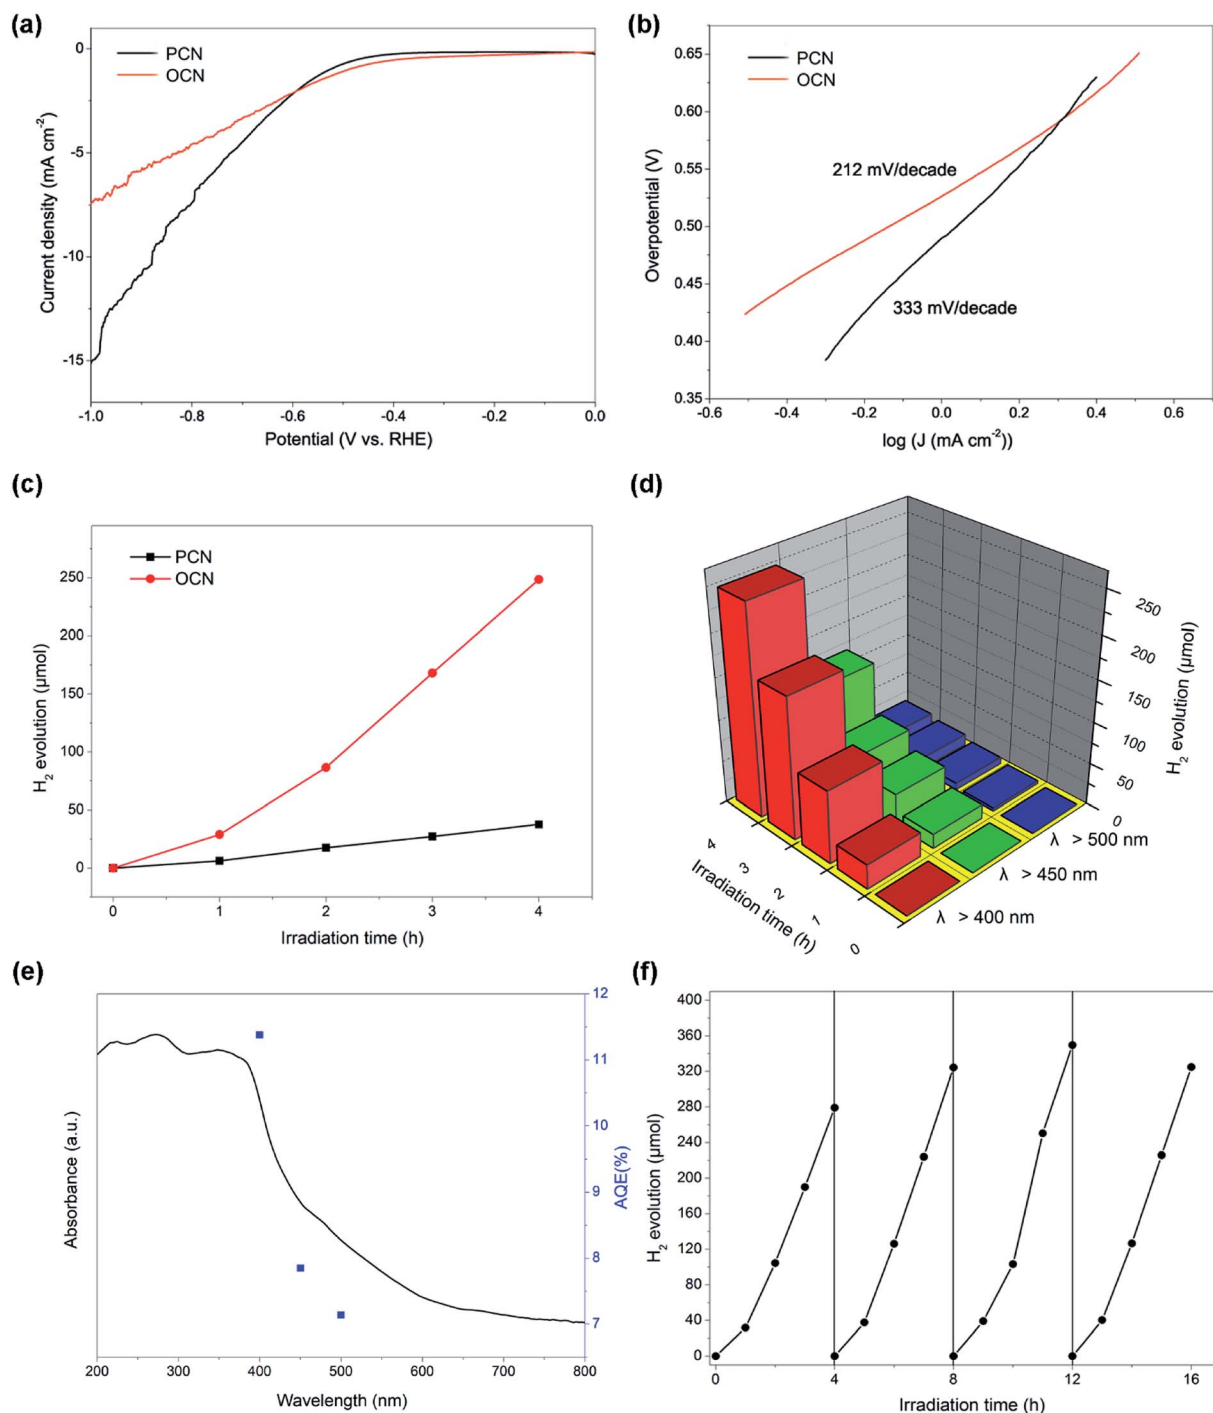 (a)
PCN
OCN
0
-5
-10
-15
Current density (mA cm⁻²)
-1.0 -0.8 -0.6 -0.4 -0.2 0.0
Potential (V vs. RHE)
(b)
PCN
OCN
0.65
0.60
0.55
0.50
0.45
0.40
0.35
Overpotential (V)
212 mV/decade
333 mV/decade
-0.6 -0.4 -0.2 0.0 0.2 0.4 0.6
log (J (mA cm⁻²))
(c)
PCN
OCN
250
200
150
100
50
0
H₂ evolution (µmol)
0 1 2 3 4
Irradiation time (h)
(d)
250
200
150
100
50
0
H₂ evolution (µmol)
4 3 2 1 0
Irradiation time (h)
λ > 500 nm
λ > 450 nm
λ > 400 nm
(e)
Absorbance (a.u.)
12
11
10
9
8
7
AQE(%)
200 300 400 500 600 700 800
Wavelength (nm)
(f)
400
360
320
280
240
200
160
120
80
40
0
H₂ evolution (µmol)
0 4 8 12 16
Irradiation time (h)